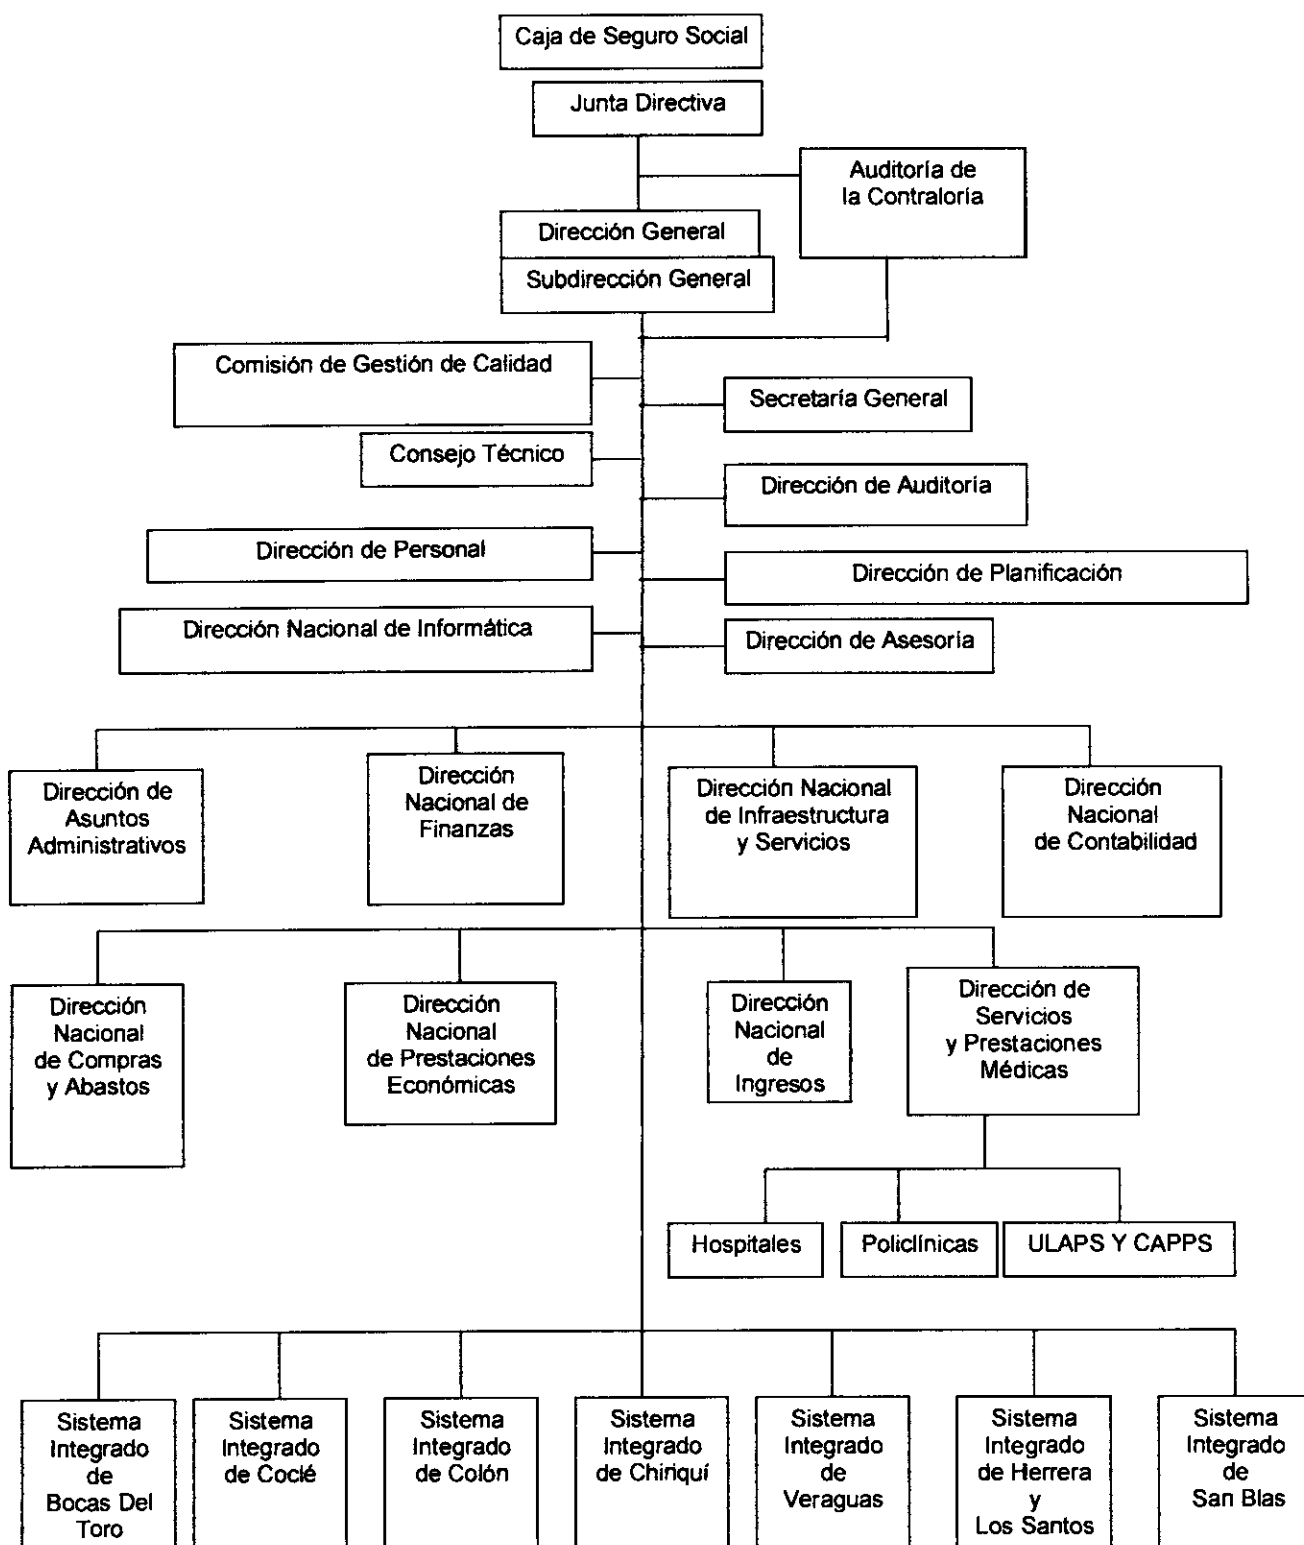 Caja de Seguro Social
Junta Directiva
Auditoría de
la Contraloría
Dirección General
Subdirección General
Comisión de Gestión de Calidad
Secretaría General
Consejo Técnico
Dirección de Auditoría
Dirección de Personal
Dirección de Planificación
Dirección Nacional de Informática
Dirección de Asesoría
Dirección de
Asuntos
Administrativos
Dirección
Nacional de
Finanzas
Dirección Nacional
de Infraestructura
y Servicios
Dirección
Nacional
de Contabilidad
Dirección
Nacional
de Compras
y Abastos
Dirección
Nacional
de Prestaciones
Económicas
Dirección
Nacional
de
Ingresos
Dirección de
Servicios
y Prestaciones
Médicas
Hospitales
Policlínicas
ULAPS Y CAPPS
Sistema
Integrado
de
Bocas Del
Toro
Sistema
Integrado
de Coclé
Sistema
Integrado
de Colón
Sistema
Integrado
de Chiriquí
Sistema
Integrado
de
Veraguas
Sistema
Integrado
de Herrera
y
Los Santos
Sistema
Integrado
de
San Blas